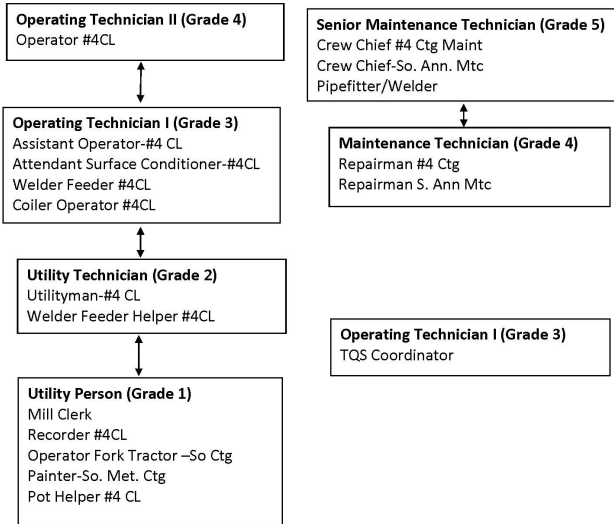 Operating Technician II (Grade 4)
Operator #4CL
Operating Technician I (Grade 3)
Assistant Operator-#4 CL
Attendant Surface Conditioner-#4CL
Welder Feeder #4CL
Coiler Operator #4CL
Utility Technician (Grade 2)
Utilityman-#4 CL
Welder Feeder Helper #4CL
Utility Person (Grade 1)
Mill Clerk
Recorder #4CL
Operator Fork Tractor –So Ctg
Painter-So. Met. Ctg
Pot Helper #4 CL
Senior Maintenance Technician (Grade 5)
Crew Chief #4 Ctg Maint
Crew Chief-So. Ann. Mtc
Pipefitter/Welder
Maintenance Technician (Grade 4)
Repairman #4 Ctg
Repairman S. Ann Mtc
Operating Technician I (Grade 3)
TQS Coordinator